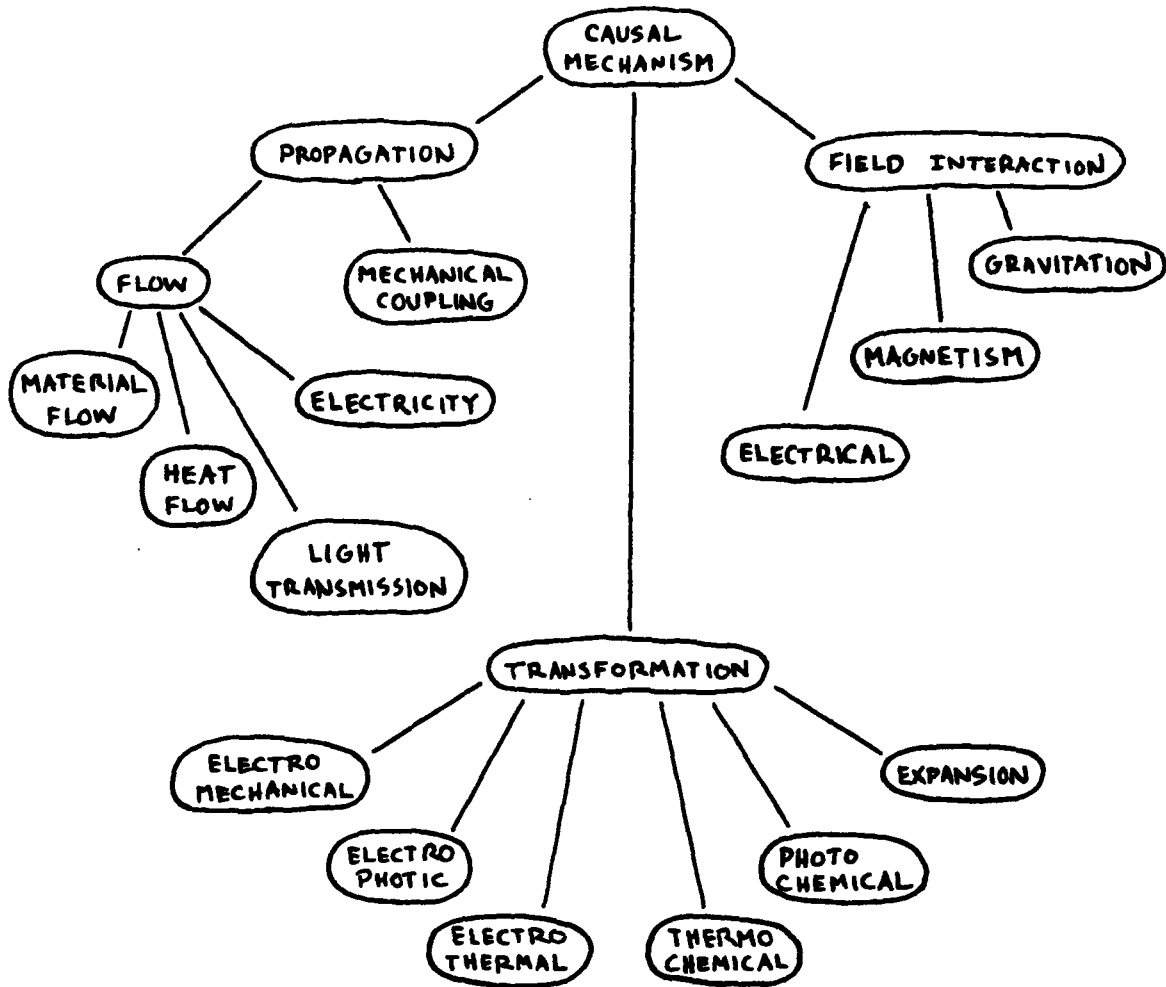 CAUSAL
MECHANISM
PROPAGATION
FIELD INTERACTION
FLOW
MECHANICAL
COUPLING
GRAVITATION
MATERIAL
FLOW
ELECTRICITY
MAGNETISM
HEAT
FLOW
ELECTRICAL
LIGHT
TRANSMISSION
TRANSFORMATION
ELECTRO
MECHANICAL
EXPANSION
ELECTRO
PHOTIC
PHOTO
CHEMICAL
ELECTRO
THERMAL
THERMO
CHEMICAL